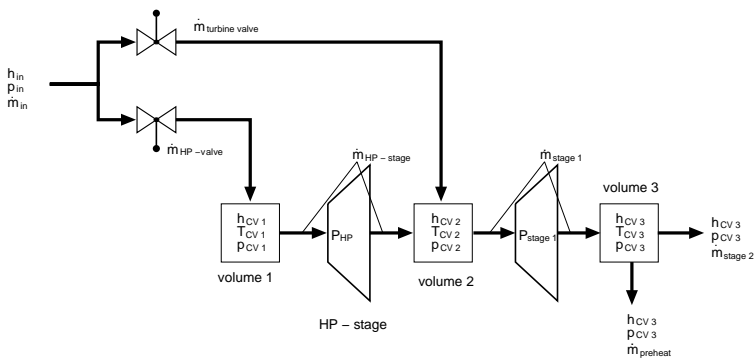 ṁturbine valve
hin
pin
ṁin
ṁHP-valve
ṁHP-stage
ṁstage 1
volume 3
hCV 1
TCV 1
pCV 1
PHP
hCV 2
TCV 2
pCV 2
Pstage 1
hCV 3
TCV 3
pCV 3
hCV 3
pCV 3
ṁstage 2
volume 1
volume 2
HP – stage
hCV 3
pCV 3
ṁpreheat